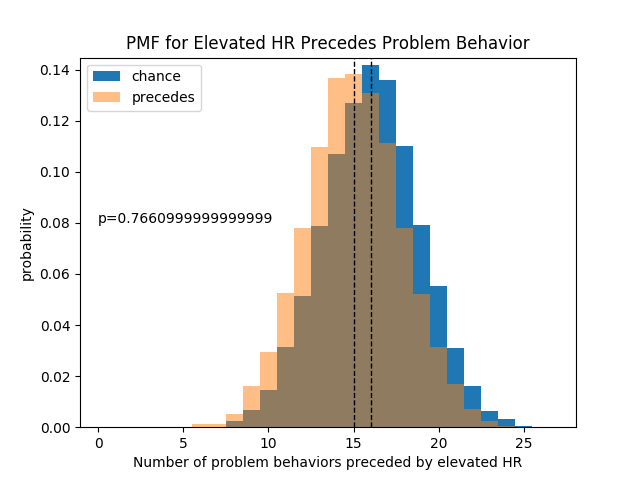 PMF for Elevated HR Precedes Problem Behavior
chance
precedes
p=0.7660999999999999
probability
0.14
0.12
0.10
0.08
0.06
0.04
0.02
0.00
0 5 10 15 20 25
Number of problem behaviors preceded by elevated HR